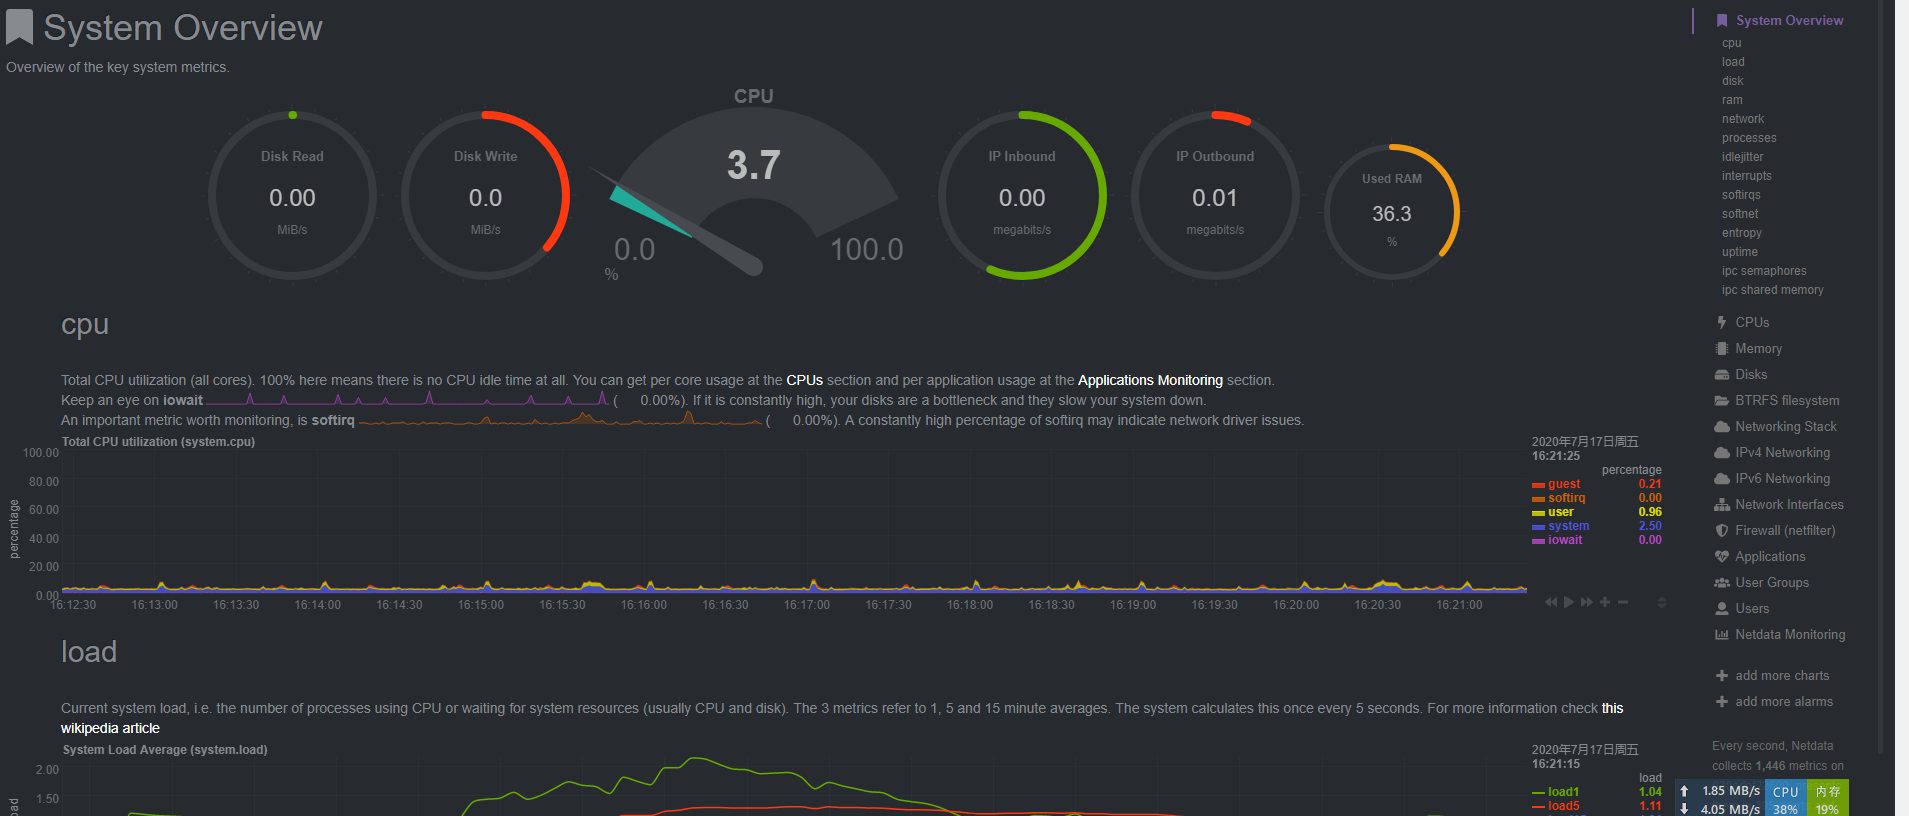 System Overview
Overview of the key system metrics.
Disk Read
0.00
MiB/s
Disk Write
0.0
MiB/s
CPU
3.7
0.0
100.0
%
IP Inbound
0.00
megabits/s
IP Outbound
0.01
megabits/s
Used RAM
36.3
%
cpu
Total CPU utilization (all cores). 100% here means there is no CPU idle time at all. You can get per core usage at the CPUs section and per application usage at the Applications Monitoring section.
Keep an eye on iowait ( 0.00%). If it is constantly high, your disks are a bottleneck and they slow your system down.
An important metric worth monitoring, is softirq ( 0.00%). A constantly high percentage of softirq may indicate network driver issues.
Total CPU utilization (system.cpu)
percentage
100.00
80.00
60.00
40.00
20.00
0.00
16:12:30 16:13:00 16:13:30 16:14:00 16:14:30 16:15:00 16:15:30 16:16:00 16:16:30 16:17:00 16:17:30 16:18:00 16:18:30 16:19:00 16:19:30 16:20:00 16:20:30 16:21:00
2020年7月17日周五
16:21:25
percentage
guest 0.21
softirq 0.00
user 0.96
system 2.50
iowait 0.00
load
Current system load, i.e. the number of processes using CPU or waiting for system resources (usually CPU and disk). The 3 metrics refer to 1, 5 and 15 minute averages. The system calculates this once every 5 seconds. For more information check this
wikipedia article
System Load Average (system.load)
load
2.00
1.50
2020年7月17日周五
16:21:15
load
load1 1.04
load5 1.11
System Overview
cpu
load
disk
ram
network
processes
idlejitter
interrupts
softirqs
softnet
entropy
uptime
ipc semaphores
ipc shared memory
CPUs
Memory
Disks
BTRFS filesystem
Networking Stack
IPv4 Networking
IPv6 Networking
Network Interfaces
Firewall (netfilter)
Applications
User Groups
Users
Netdata Monitoring
add more charts
add more alarms
Every second, Netdata
collects 1,446 metrics on
1.85 MB/s CPU 内存
4.05 MB/s 38% 19%